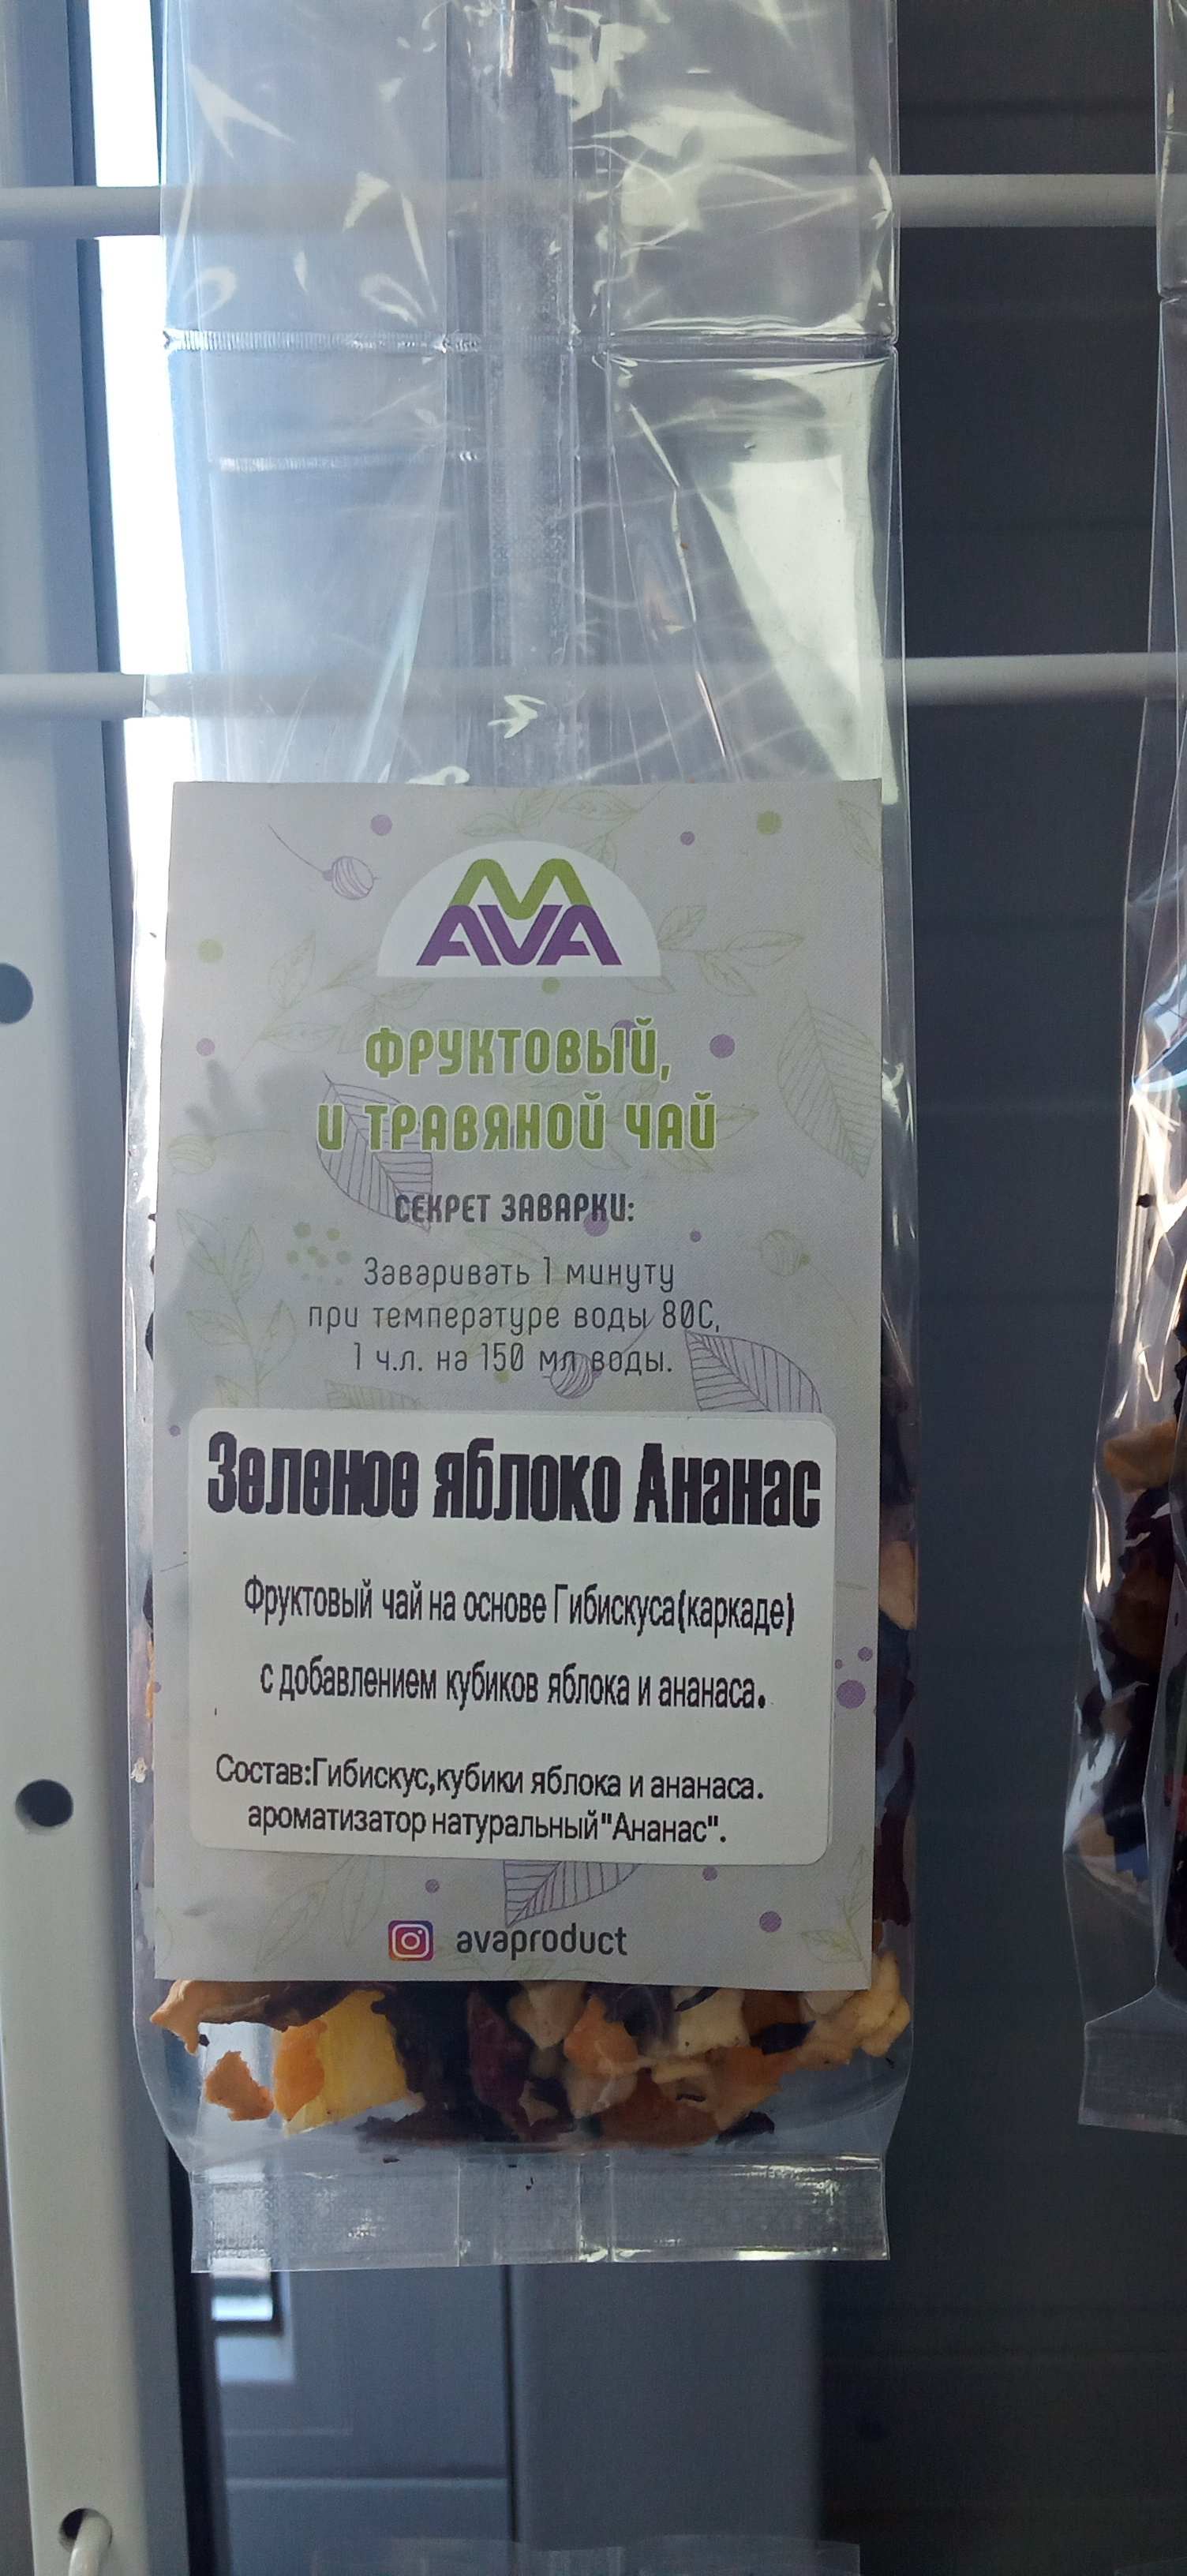 AVA
ФРУКТОВЫЙ,
И ТРАВЯНОЙ ЧАЙ
СЕКРЕТ ЗАВАРКИ:
Заваривать 1 минуту
при температуре воды 80С,
1 ч.л. на 150 мл воды.
Зеленое яблоко Ананас
Фруктовый чай на основе Гибискуса(каркаде)
с добавлением кубиков яблока и ананаса.
Состав:Гибискус,кубики яблока и ананаса.
ароматизатор натуральный"Ананас".
avaproduct